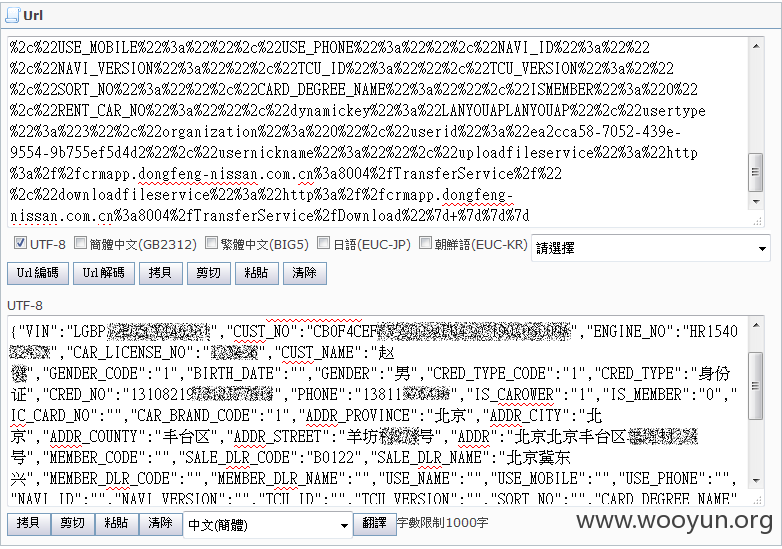 Url
%2c%22USE_MOBILE%22%3a%22%22%2c%22USE_PHONE%22%3a%22%22%2c%22NAVI_ID%22%3a%22%22
%2c%22NAVI_VERSION%22%3a%22%22%2c%22TCU_ID%22%3a%22%22%2c%22TCU_VERSION%22%3a%22%22
%2c%22SORT_NO%22%3a%22%22%2c%22CARD_DEGREE_NAME%22%3a%22%22%2c%22ISMEMBER%22%3a%220%22
%2c%22RENT_CAR_NO%22%3a%22%22%2c%22dynamickey%22%3a%22LANYOUAPLANYOUAP%22%2c%22usertype
%22%3a%223%22%2c%22organization%22%3a%220%22%2c%22userid%22%3a%22ea2cca58-7052-439e-
9554-9b755ef5d4d2%22%2c%22usernickname%22%3a%22%22%2c%22uploadfileservice%22%3a%22http
%3a%2f%2fcrmapp.dongfeng-nissan.com.cn%3a8004%2fTransferService%2f%22
%2c%22downloadfileservice%22%3a%22http%3a%2f%2fcrmapp.dongfeng-
nissan.com.cn%3a8004%2fTransferService%2fDownload%22%7d+%7d%7d%7d
UTF-8 簡體中文(GB2312) 繁體中文(BIG5) 日語(EUC-JP) 朝鮮語(EUC-KR) 請選擇
Url編碼 Url解碼 拷貝 剪切 粘貼 清除
UTF-8
{"VIN":"LGBP ","CUST_NO":"CB0F4CEF ","ENGINE_NO":"HR1540
","CAR_LICENSE_NO":" ","CUST_NAME":"赵
","GENDER_CODE":"1","BIRTH_DATE":"","GENDER":"男","CRED_TYPE_CODE":"1","CRED_TYPE":"身份
证","CRED_NO":"13108219 ","PHONE":"13811 ","IS_CAROWER":"1","IS_MEMBER":"0","
IC_CARD_NO":"","CAR_BRAND_CODE":"1","ADDR_PROVINCE":"北京","ADDR_CITY":"北
京","ADDR_COUNTY":"丰台区","ADDR_STREET":"羊坊 号","ADDR":"北京北京丰台区
号","MEMBER_CODE":"","SALE_DLR_CODE":"B0122","SALE_DLR_NAME":"北京冀东
兴","MEMBER_DLR_CODE":"","MEMBER_DLR_NAME":"","USE_NAME":"","USE_MOBILE":"","USE_PHONE":"",
"NAVI_ID":"","NAVI_VERSION":"","TCU_ID":"","TCU_VERSION":"","SORT_NO":"","CARD_DEGREE_NAME"
拷貝 剪切 粘貼 清除 中文(簡體) 翻譯 字數限制1000字
www.wooyun.org